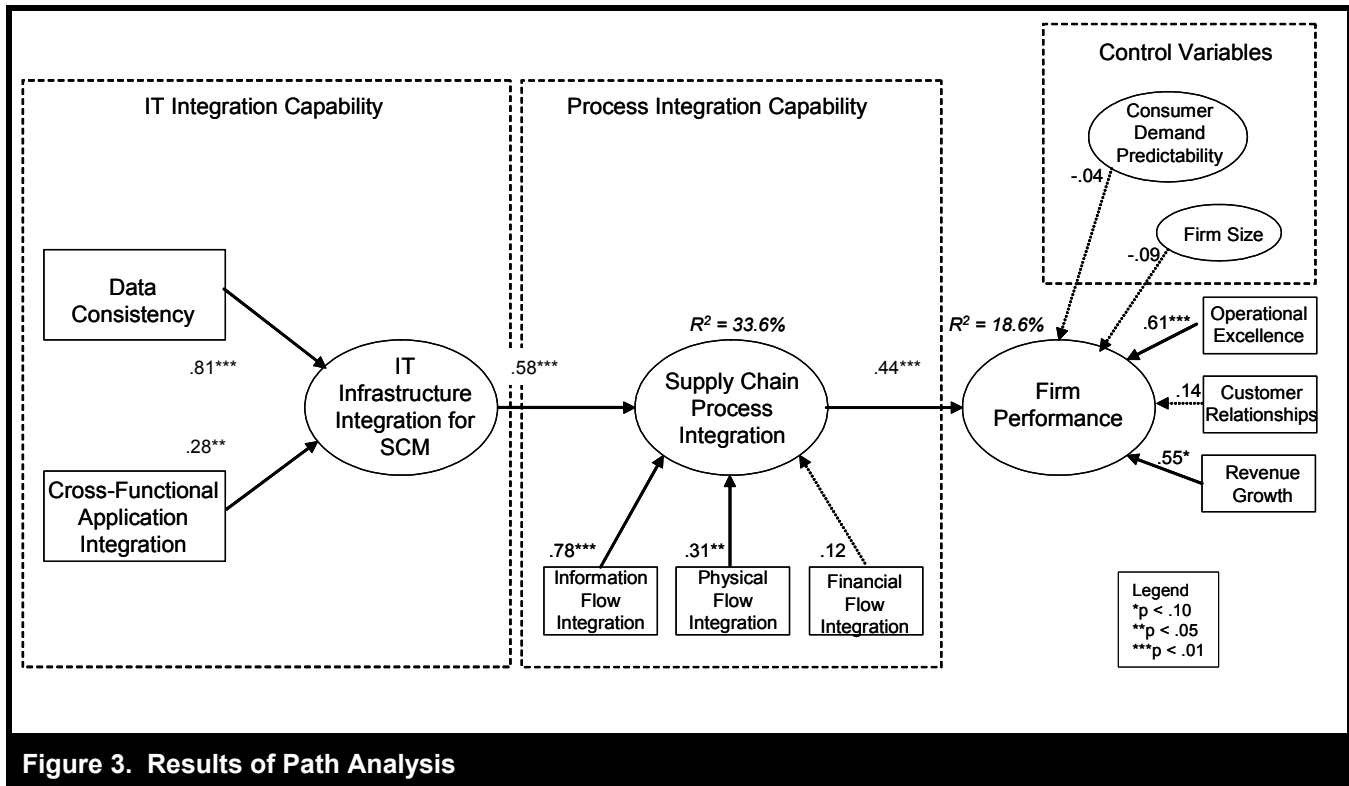 Control Variables
IT Integration Capability
Process Integration Capability
Consumer
Demand
Predictability
-.04
Firm Size
-.09
Data
Consistency
.81***
.28**
Cross-Functional
Application
Integration
IT
Infrastructure
Integration for
SCM
.58***
R² = 33.6%
Supply Chain
Process
Integration
.44***
.78***
Information
Flow
Integration
.31**
Physical
Flow
Integration
.12
Financial
Flow
Integration
R² = 18.6%
Firm
Performance
.61***
Operational
Excellence
.14
Customer
Relationships
.55*
Revenue
Growth
Legend
*p < .10
**p < .05
***p < .01
Figure 3. Results of Path Analysis